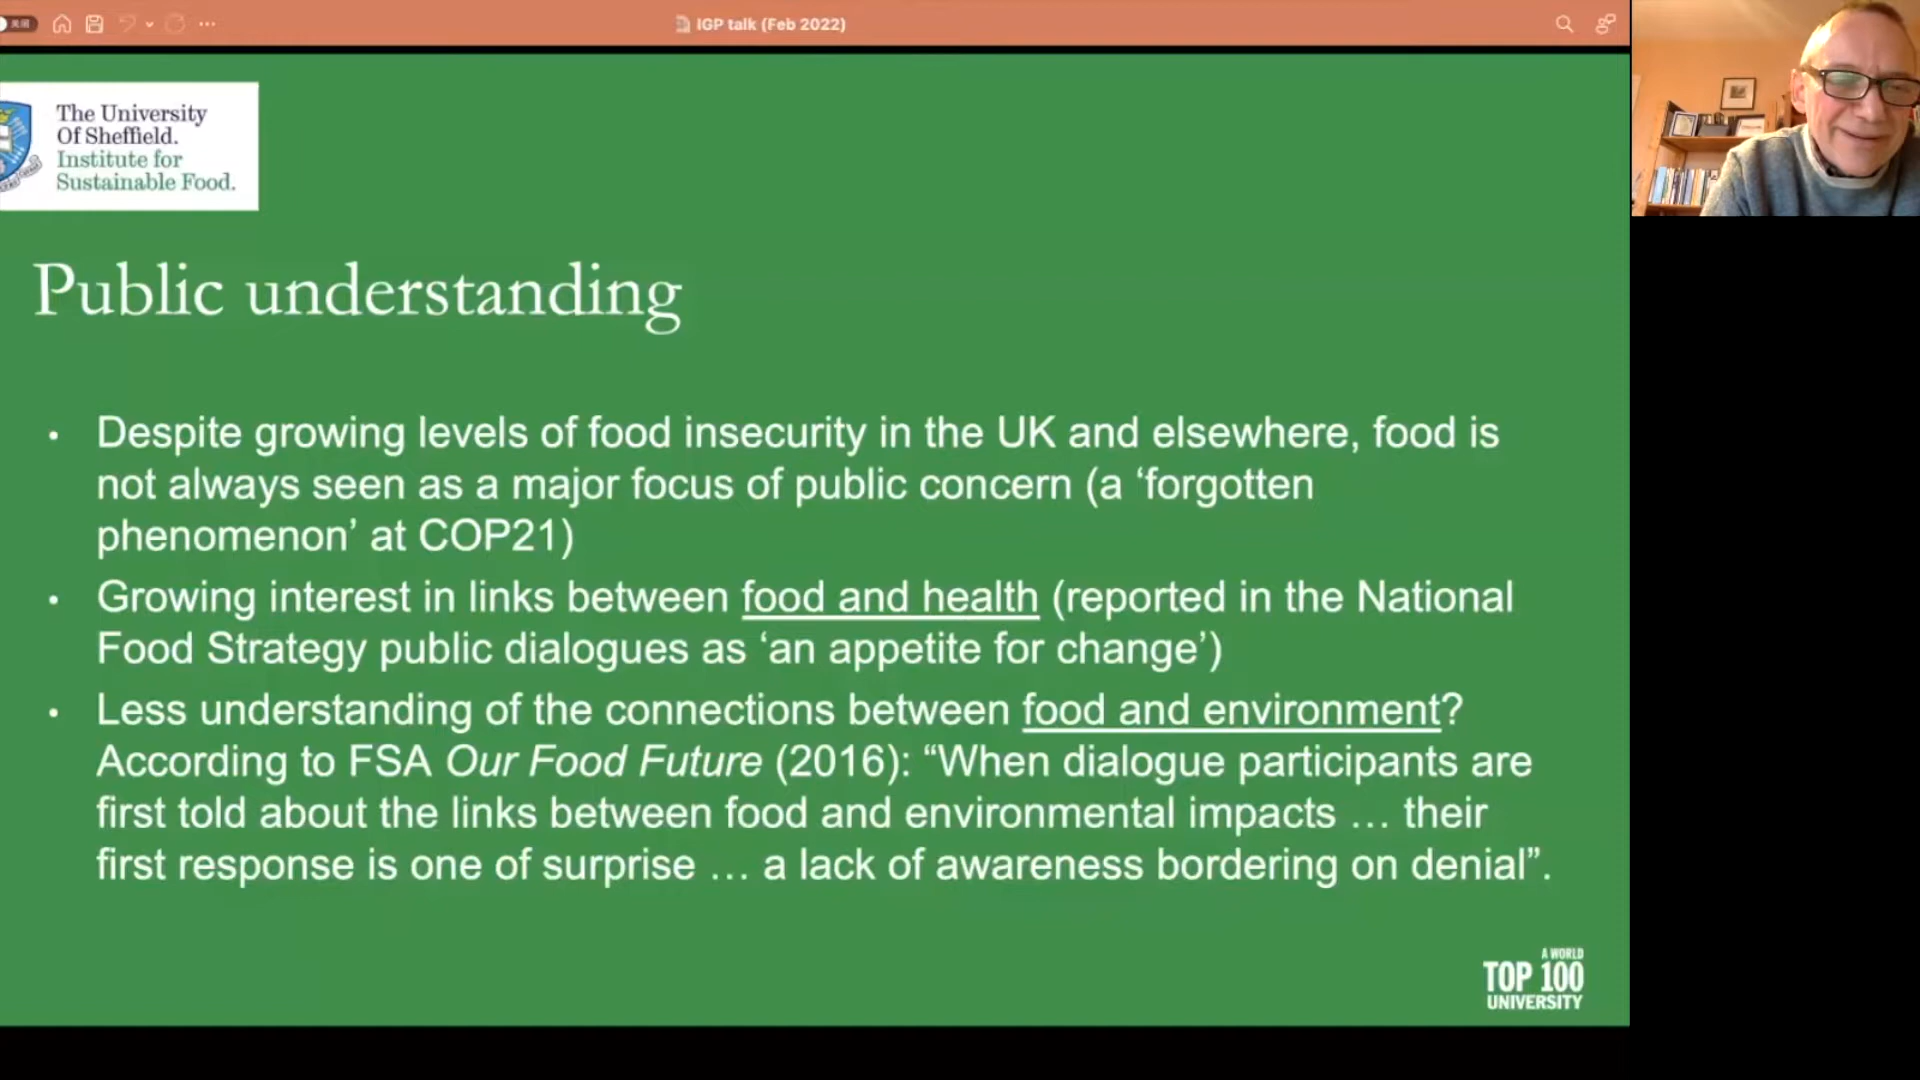 IGP talk (Feb 2022)
The University
Of Sheffield.
Institute for
Sustainable Food.
Public understanding
• Despite growing levels of food insecurity in the UK and elsewhere, food is
not always seen as a major focus of public concern (a ‘forgotten
phenomenon’ at COP21)
• Growing interest in links between food and health (reported in the National
Food Strategy public dialogues as ‘an appetite for change’)
• Less understanding of the connections between food and environment?
According to FSA Our Food Future (2016): “When dialogue participants are
first told about the links between food and environmental impacts … their
first response is one of surprise … a lack of awareness bordering on denial”.
A WORLD
TOP 100
UNIVERSITY